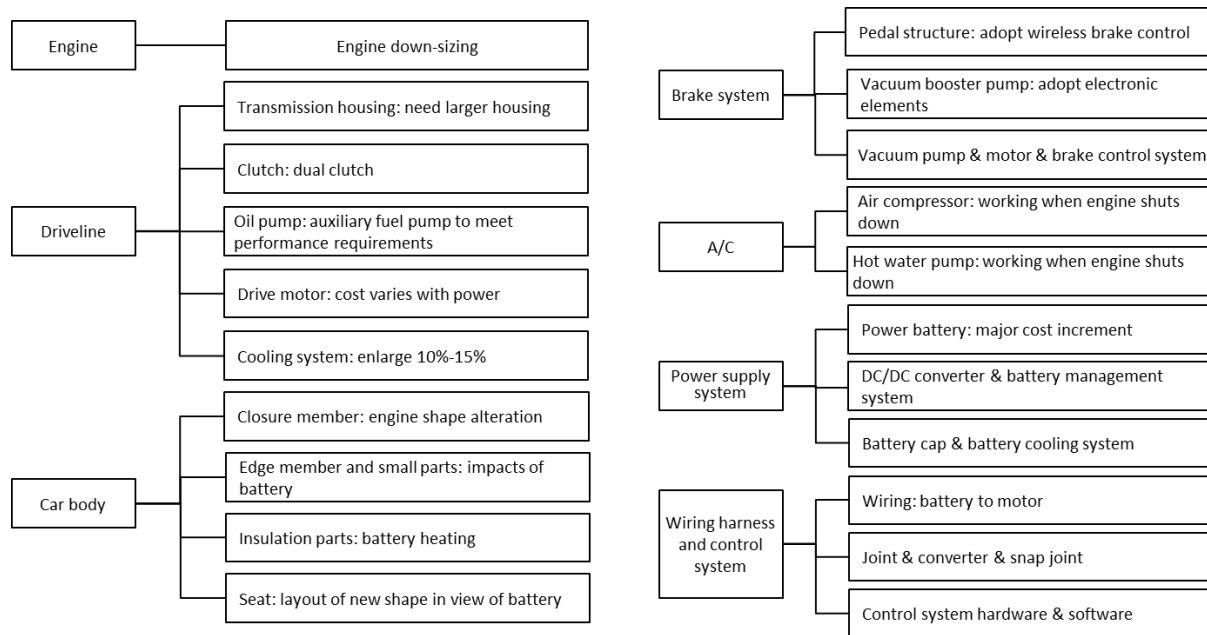 Engine
Engine down-sizing
Driveline
Transmission housing: need larger housing
Clutch: dual clutch
Oil pump: auxiliary fuel pump to meet
performance requirements
Drive motor: cost varies with power
Cooling system: enlarge 10%-15%
Car body
Closure member: engine shape alteration
Edge member and small parts: impacts of
battery
Insulation parts: battery heating
Seat: layout of new shape in view of battery
Brake system
Pedal structure: adopt wireless brake control
Vacuum booster pump: adopt electronic
elements
Vacuum pump & motor & brake control system
A/C
Air compressor: working when engine shuts
down
Hot water pump: working when engine shuts
down
Power supply
system
Power battery: major cost increment
DC/DC converter & battery management
system
Battery cap & battery cooling system
Wiring harness
and control
system
Wiring: battery to motor
Joint & converter & snap joint
Control system hardware & software